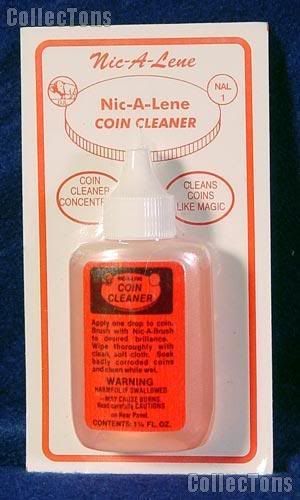 CollecTons
Nic-A-Lene
NAL
1
Nic-A-Lene
COIN CLEANER
COIN
CLEANER
CONCENTR
CLEANS
COINS
LIKE MAGIC
NIC-A-LENE
COIN
CLEANER
Apply one drop to coin.
Brush with Nic-A-Brush
to desired brilliance.
Wipe thoroughly with
clean, soft cloth. Soak
badly corroded coins
and clean while wet.
WARNING
HARMFUL IF SWALLOWED
MAY CAUSE BURNS.
Read carefully CAUTIONS
on Rear Panel.
CONTENTS: 1¼ FL. OZ.
CollecTons